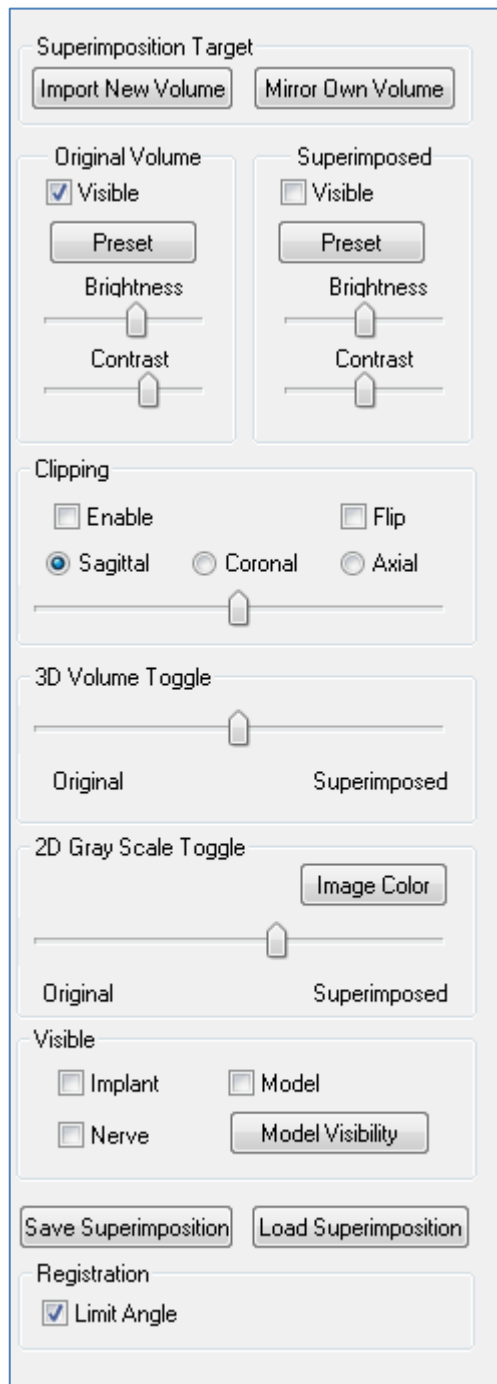 Superimposition Target
Import New Volume Mirror Own Volume
Original Volume Superimposed
Visible Visible
Preset Preset
Brightness Brightness
Contrast Contrast
Clipping
Enable Flip
Sagittal Coronal Axial
3D Volume Toggle
Original Superimposed
2D Gray Scale Toggle
Image Color
Original Superimposed
Visible
Implant Model
Nerve Model Visibility
Save Superimposition Load Superimposition
Registration
Limit Angle